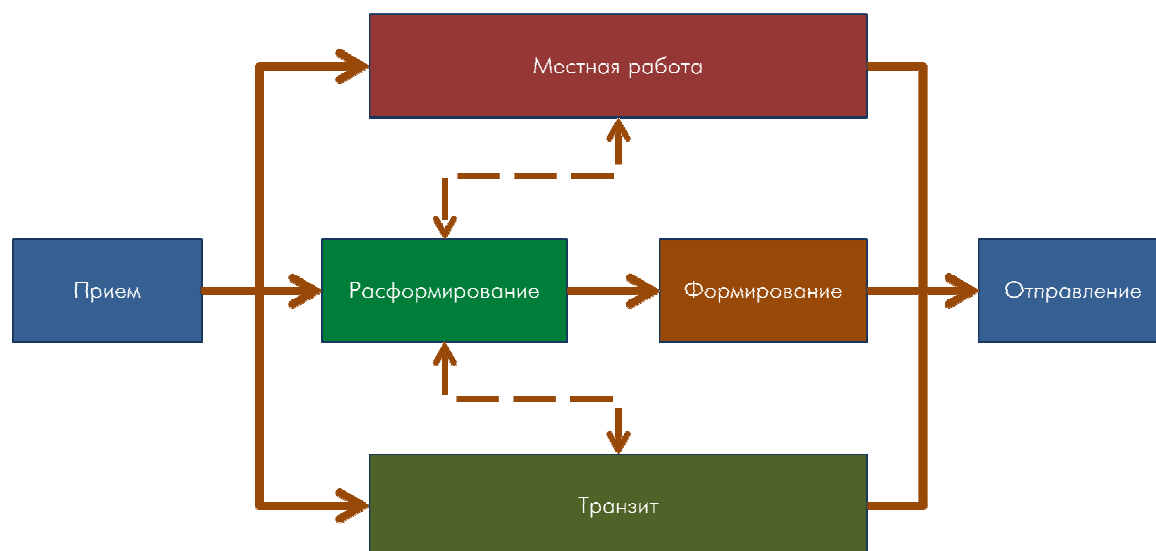 Местная работа
Прием
Расформирование
Формирование
Отправление
Транзит